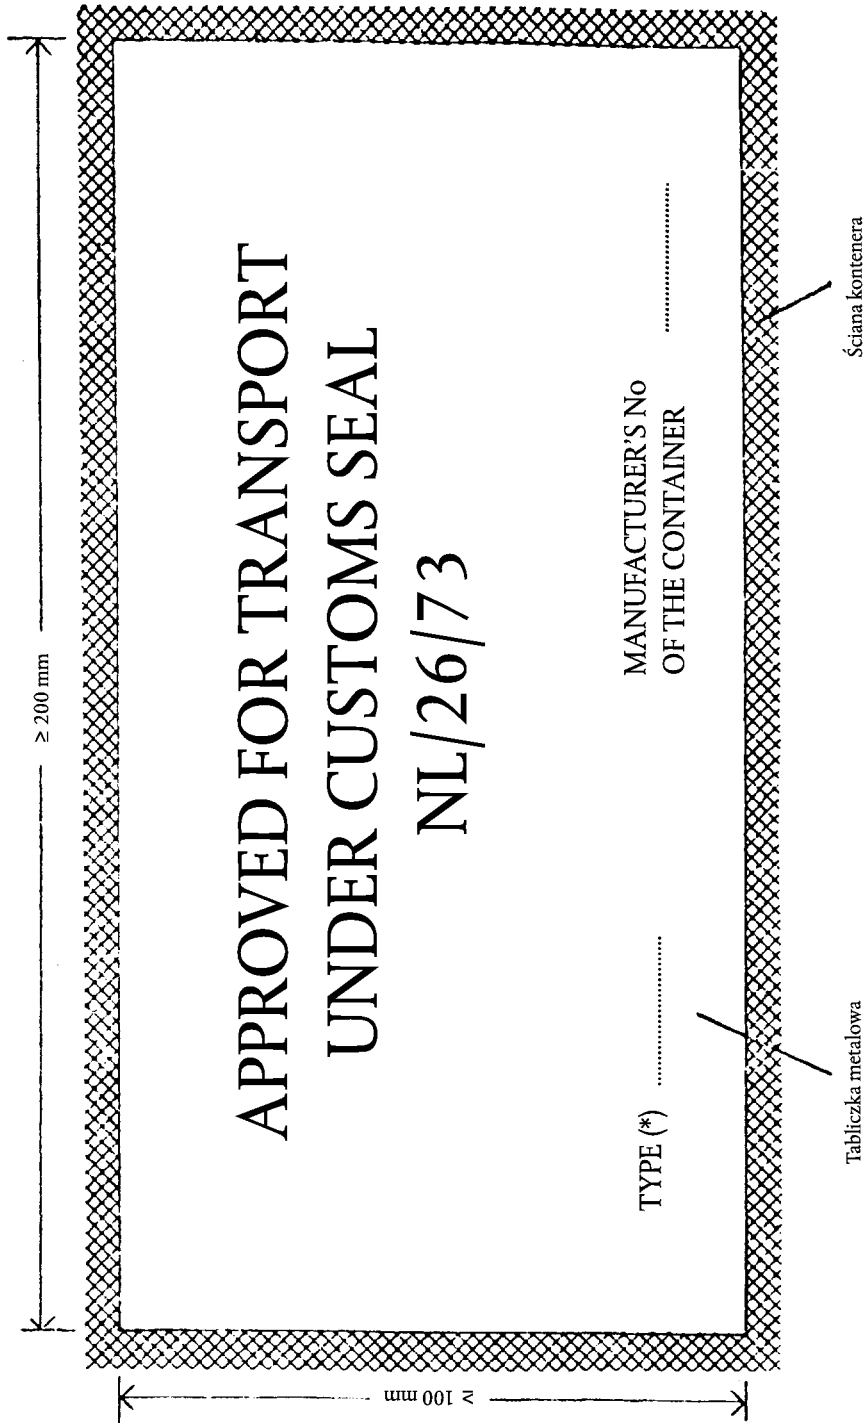 ≥ 200 mm
≥ 100 mm
APPROVED FOR TRANSPORT
UNDER CUSTOMS SEAL
NL/26/73
TYPE (*) ....................
MANUFACTURER'S No
OF THE CONTAINER ....................
Tabliczka metalowa
Ściana kontenera